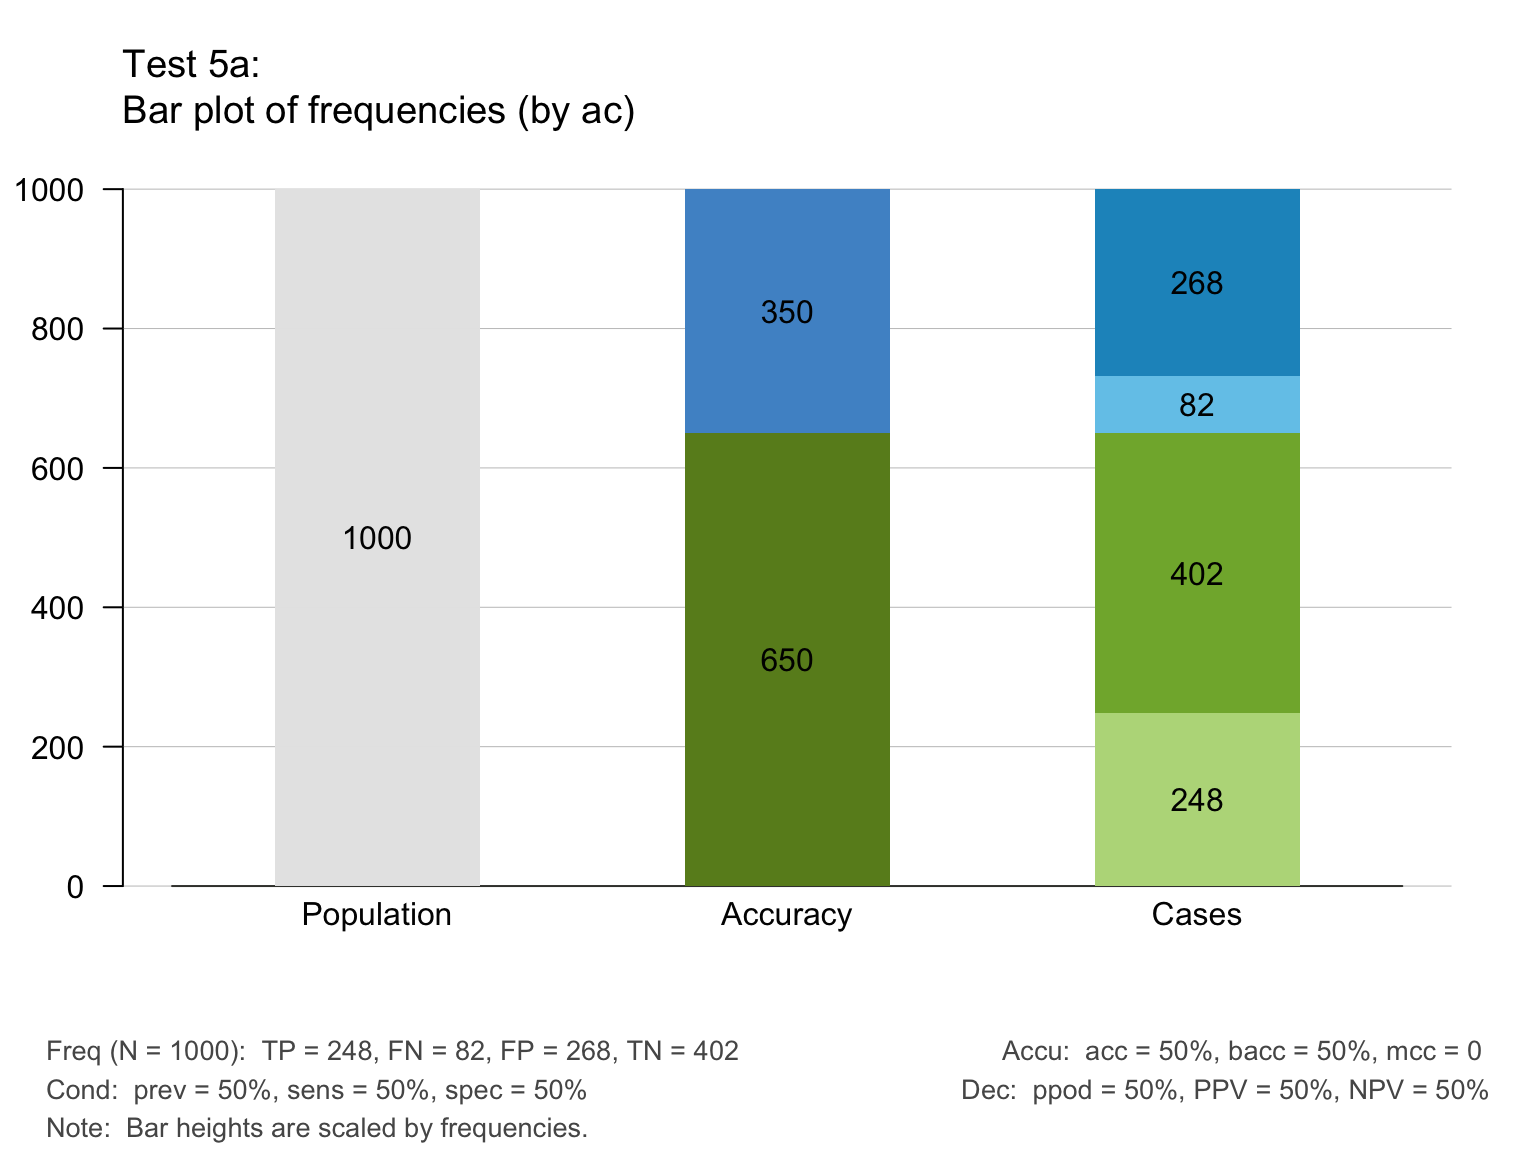 Test 5a:
Bar plot of frequencies (by ac)
1000
800
600
400
200
0
1000
350
650
268
82
402
248
Population
Accuracy
Cases
Freq (N = 1000):  TP = 248, FN = 82, FP = 268, TN = 402
Accu:  acc = 50%, bacc = 50%, mcc = 0
Cond:  prev = 50%, sens = 50%, spec = 50%
Dec:  ppod = 50%, PPV = 50%, NPV = 50%
Note:  Bar heights are scaled by frequencies.